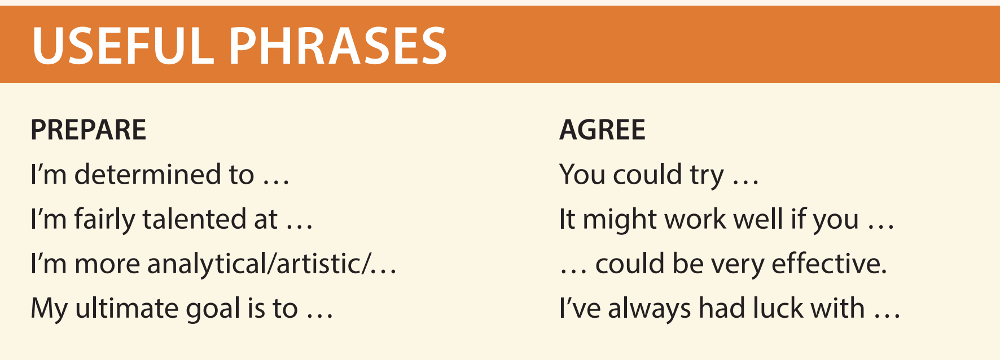 USEFUL PHRASES
PREPARE
I’m determined to …
I’m fairly talented at …
I’m more analytical/artistic/…
My ultimate goal is to …
AGREE
You could try …
It might work well if you …
… could be very effective.
I’ve always had luck with …